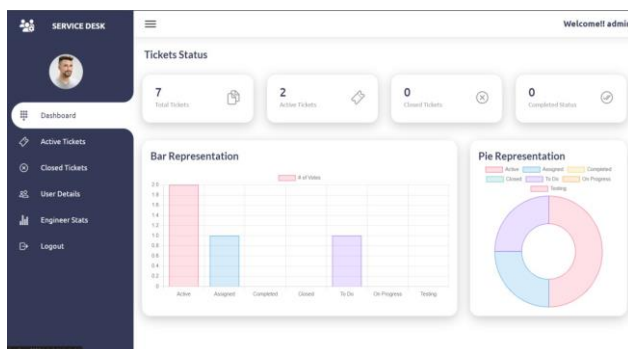 SERVICE DESK
Welcome!! admin
Dashboard
Active Tickets
Closed Tickets
User Details
Engineer Stats
Logout
Tickets Status
7
Total Tickets
2
Active Tickets
0
Closed Tickets
0
Completed Status
Bar Representation
# of Votes
2.0
1.8
1.6
1.4
1.2
1.0
0.8
0.6
0.4
0.2
0
Active Assigned Completed Closed To Do On Progress Testing
Pie Representation
Active Assigned Completed
Closed To Do On Progress
Testing